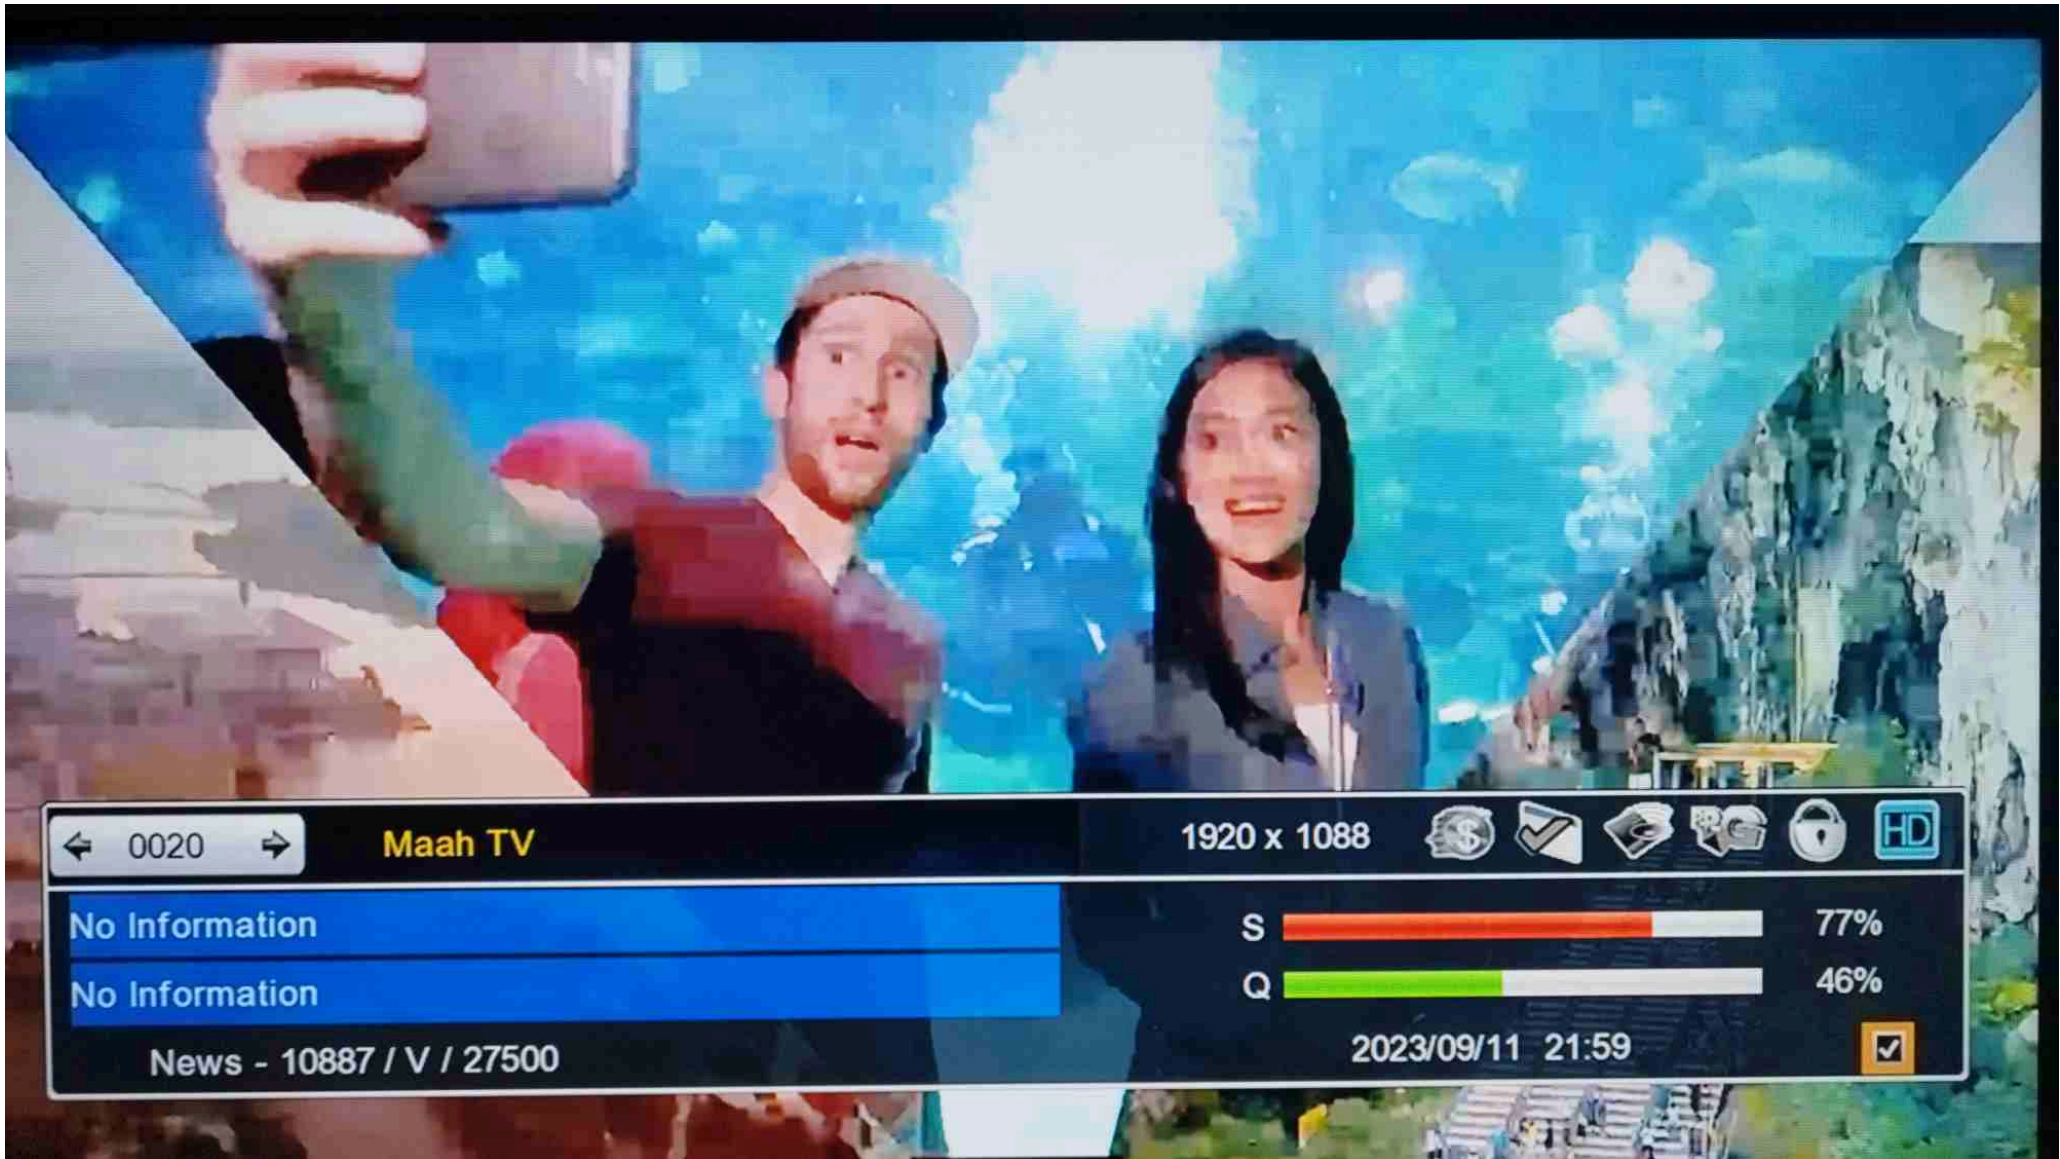 0020
Maah TV
1920 x 1088
HD
No Information
S 77%
No Information
Q 46%
News - 10887 / V / 27500
2023/09/11 21:59